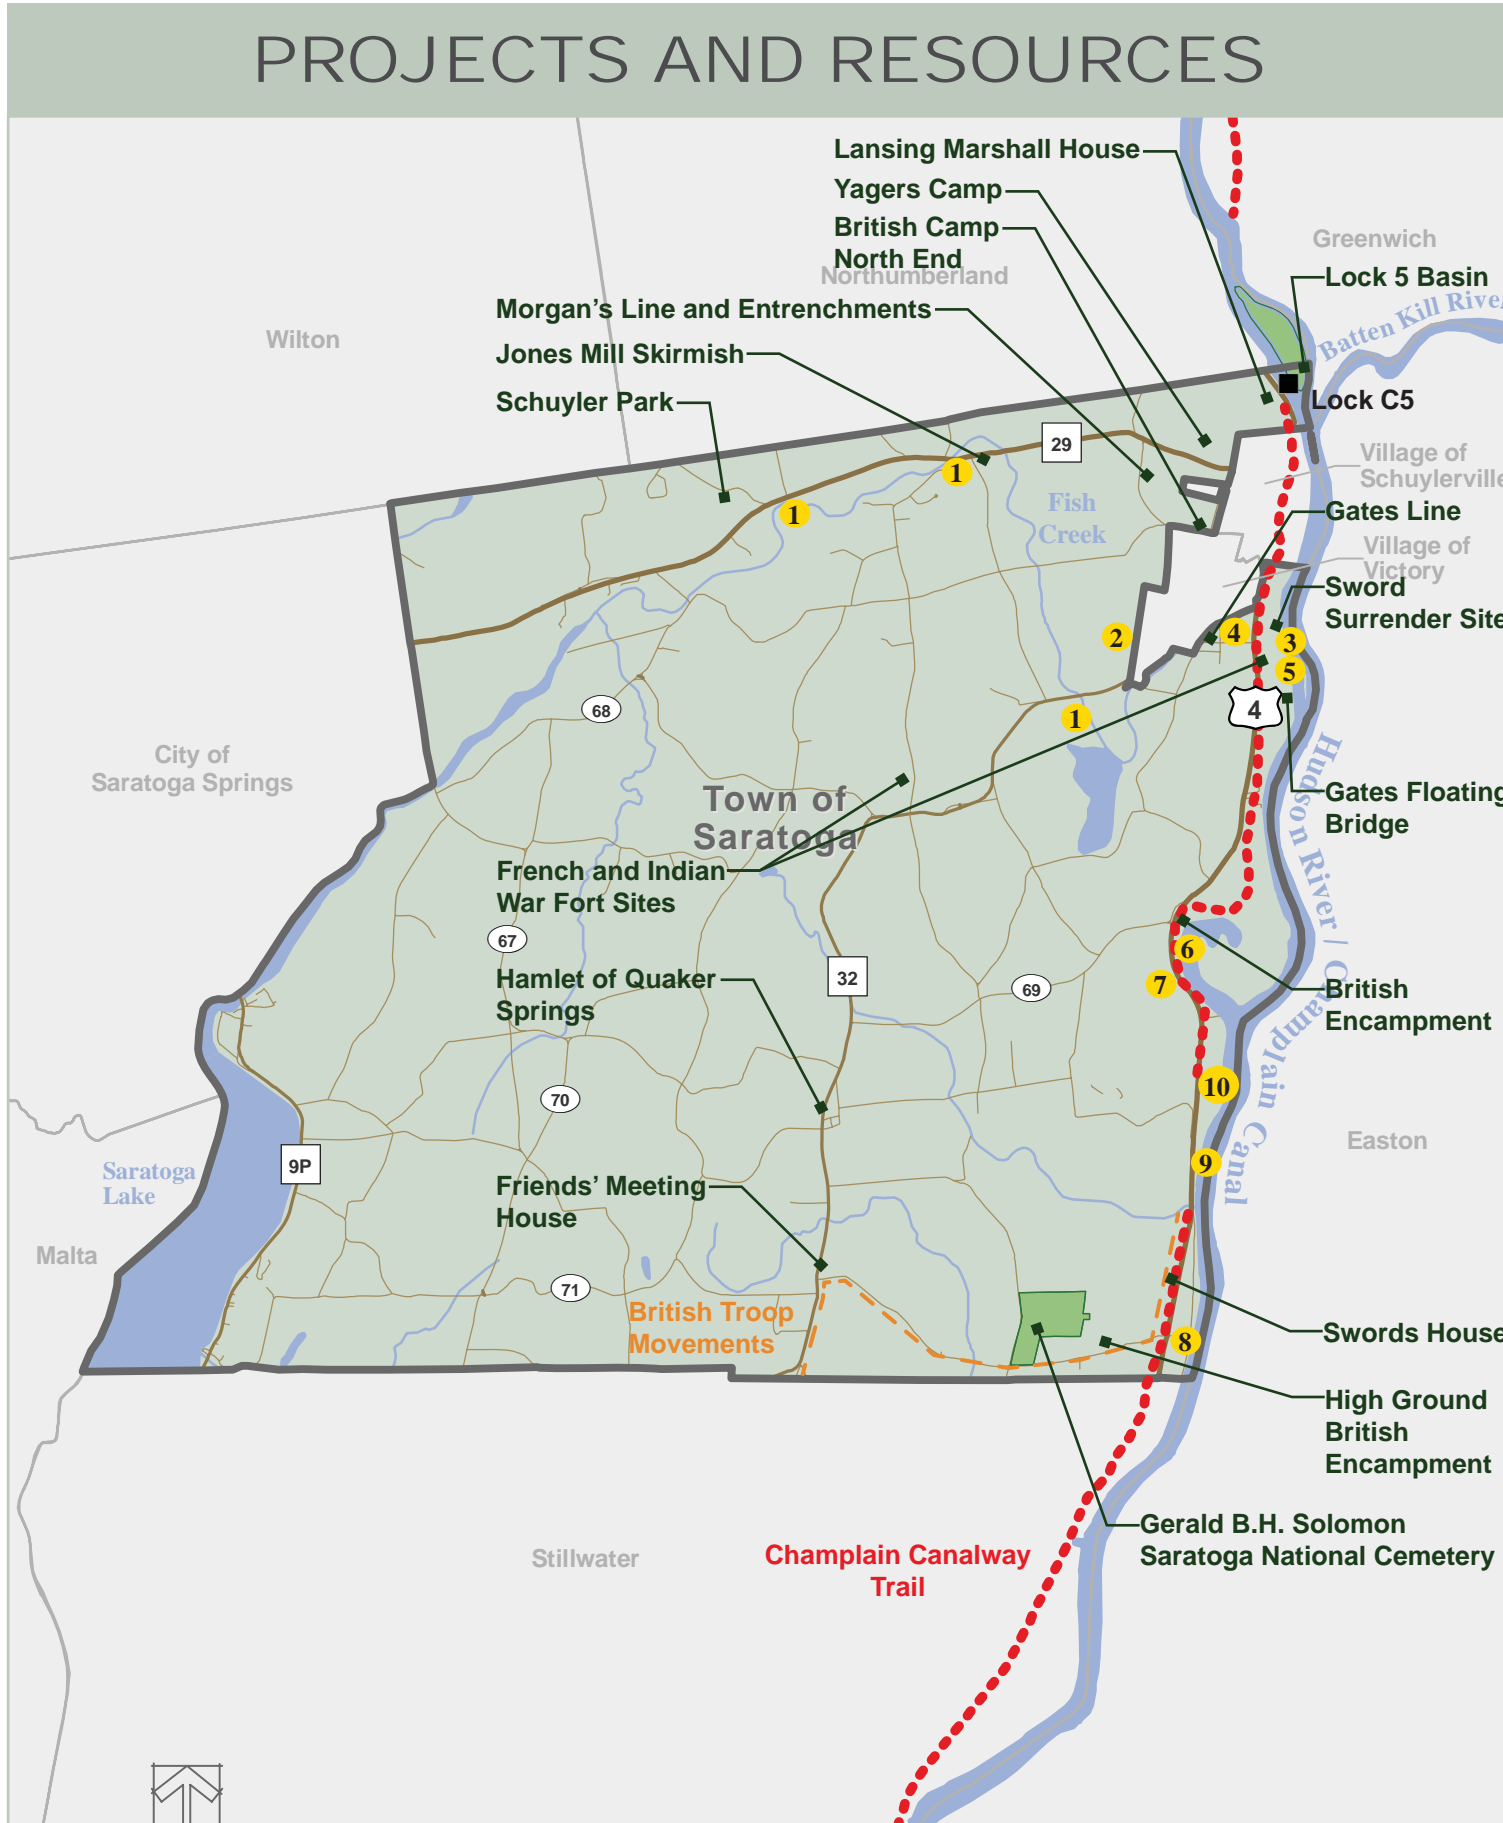 PROJECTS AND RESOURCES
Lansing Marshall House
Yagers Camp
British Camp
North End
Northumberland
Greenwich
Lock 5 Basin
Batten Kill River
Morgan's Line and Entrenchments
Wilton
Jones Mill Skirmish
Schuyler Park
Lock C5
29
1
1
Village of
Schuylerville
Fish
Creek
Gates Line
Village of
Victory
Sword
Surrender Site
2
4
3
5
68
1
4
City of
Saratoga Springs
Town of
Saratoga
Hudson River / Champlain Canal
Gates Floating
Bridge
French and Indian
War Fort Sites
67
6
Hamlet of Quaker
Springs
32
69
7
British
Encampment
70
10
Easton
9P
Saratoga
Lake
9
Friends' Meeting
House
Malta
71
British Troop
Movements
8
Swords House
High Ground
British
Encampment
Gerald B.H. Solomon
Saratoga National Cemetery
Stillwater
Champlain Canalway
Trail